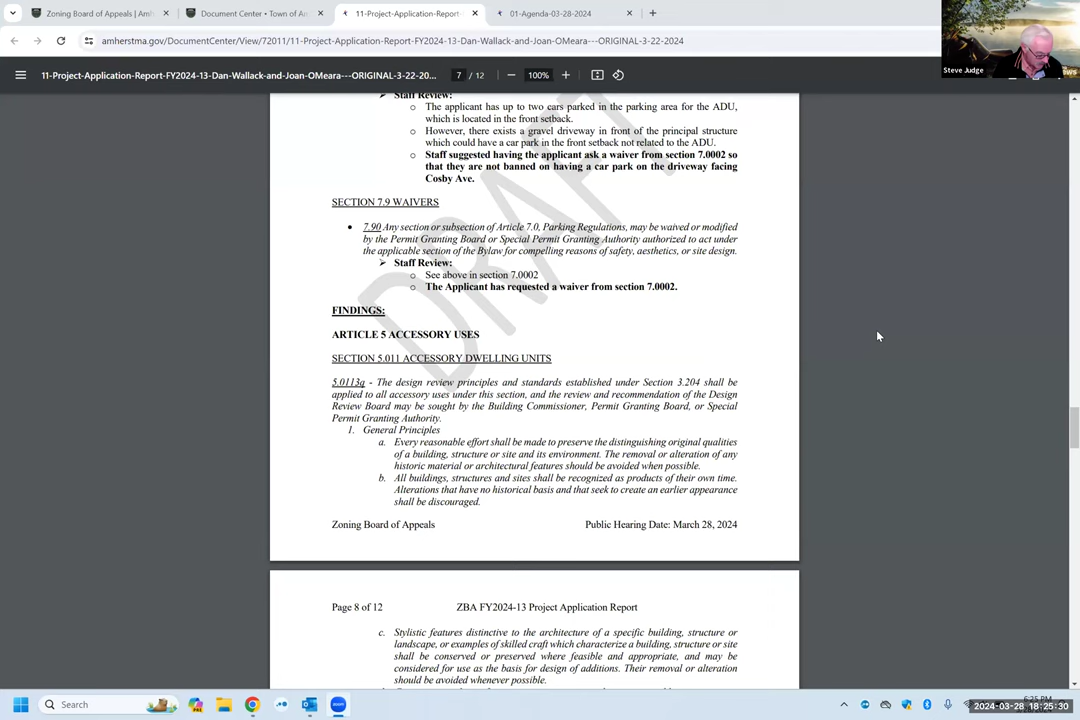 Zoning Board of Appeals | Amh
Document Center • Town of Am
11-Project-Application-Report-
01-Agenda-03-28-2024
amherstma.gov/DocumentCenter/View/72011/11-Project-Application-Report-FY2024-13-Dan-Wallack-and-Joan-OMeara---ORIGINAL-3-22-2024
11-Project-Application-Report-FY2024-13-Dan-Wallack-and-Joan-OMeara---ORIGINAL-3-22-20...
7 / 12
100%
Steve Judge
DRAFT
Staff Review:
The applicant has up to two cars parked in the parking area for the ADU,
which is located in the front setback.
However, there exists a gravel driveway in front of the principal structure
which could have a car park in the front setback not related to the ADU.
Staff suggested having the applicant ask a waiver from section 7.0002 so
that they are not banned on having a car park on the driveway facing
Cosby Ave.
SECTION 7.9 WAIVERS
7.90 Any section or subsection of Article 7.0, Parking Regulations, may be waived or modified
by the Permit Granting Board or Special Permit Granting Authority authorized to act under
the applicable section of the Bylaw for compelling reasons of safety, aesthetics, or site design.
Staff Review:
See above in section 7.0002
The Applicant has requested a waiver from section 7.0002.
FINDINGS:
ARTICLE 5 ACCESSORY USES
SECTION 5.011 ACCESSORY DWELLING UNITS
5.0113g - The design review principles and standards established under Section 3.204 shall be
applied to all accessory uses under this section, and the review and recommendation of the Design
Review Board may be sought by the Building Commissioner, Permit Granting Board, or Special
Permit Granting Authority.
1. General Principles
a. Every reasonable effort shall be made to preserve the distinguishing original qualities
of a building, structure or site and its environment. The removal or alteration of any
historic material or architectural features should be avoided when possible.
b. All buildings, structures and sites shall be recognized as products of their own time.
Alterations that have no historical basis and that seek to create an earlier appearance
shall be discouraged.
Zoning Board of Appeals
Public Hearing Date: March 28, 2024
Page 8 of 12
ZBA FY2024-13 Project Application Report
c. Stylistic features distinctive to the architecture of a specific building, structure or
landscape, or examples of skilled craft which characterize a building, structure or site
shall be conserved or preserved where feasible and appropriate, and may be
considered for use as the basis for design of additions. Their removal or alteration
should be avoided whenever possible.
Search
6:25 PM
2024-03-28 18:25:30